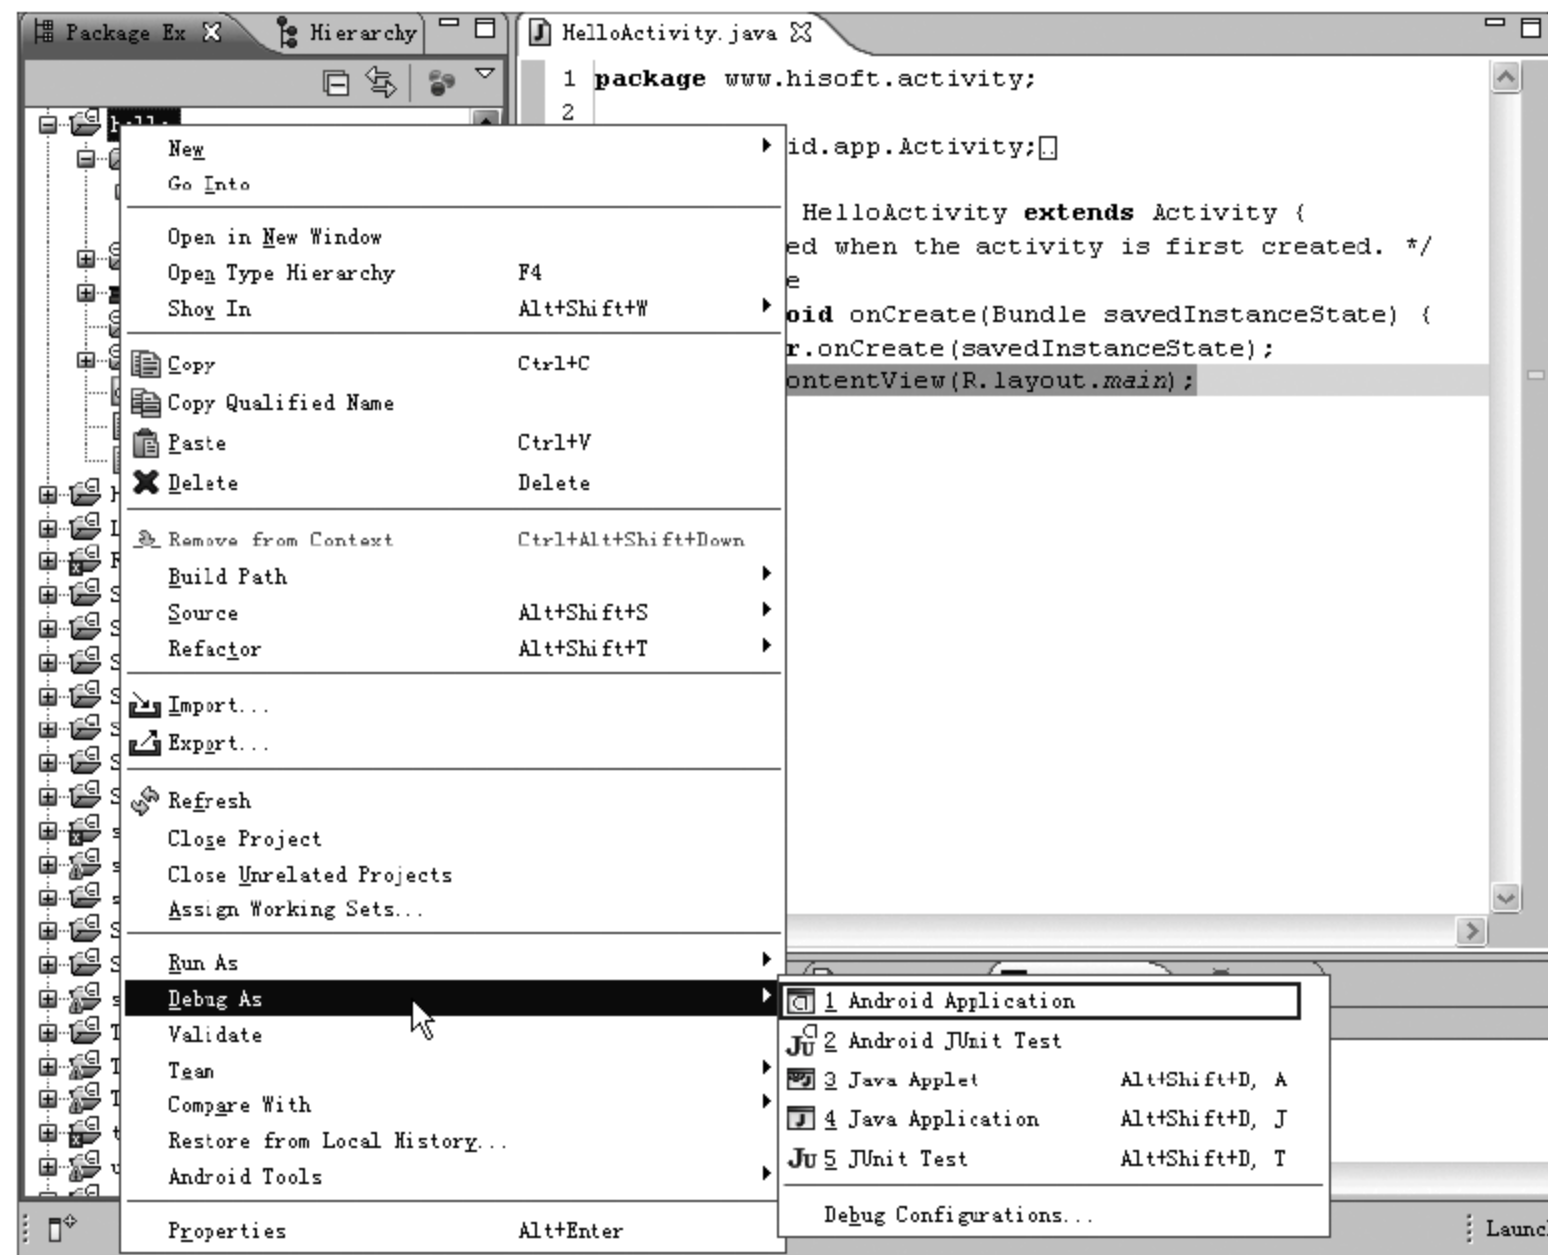 Package Ex
Hierarchy
HelloActivity.java
1 package www.hisoft.activity;
2
id.app.Activity;
HelloActivity extends Activity {
ed when the activity is first created. */
e
oid onCreate(Bundle savedInstanceState) {
r.onCreate(savedInstanceState);
ontentView(R.layout.main);
New
Go Into
Open in New Window
Open Type Hierarchy F4
Show In Alt+Shift+W
Copy Ctrl+C
Copy Qualified Name
Paste Ctrl+V
Delete Delete
Remove from Context Ctrl+Alt+Shift+Down
Build Path
Source Alt+Shift+S
Refactor Alt+Shift+T
Import...
Export...
Refresh
Close Project
Close Unrelated Projects
Assign Working Sets...
Run As
Debug As
Validate
Team
Compare With
Restore from Local History...
Android Tools
Properties Alt+Enter
1 Android Application
2 Android JUnit Test
3 Java Applet Alt+Shift+D, A
4 Java Application Alt+Shift+D, J
5 JUnit Test Alt+Shift+D, T
Debug Configurations...
Launc